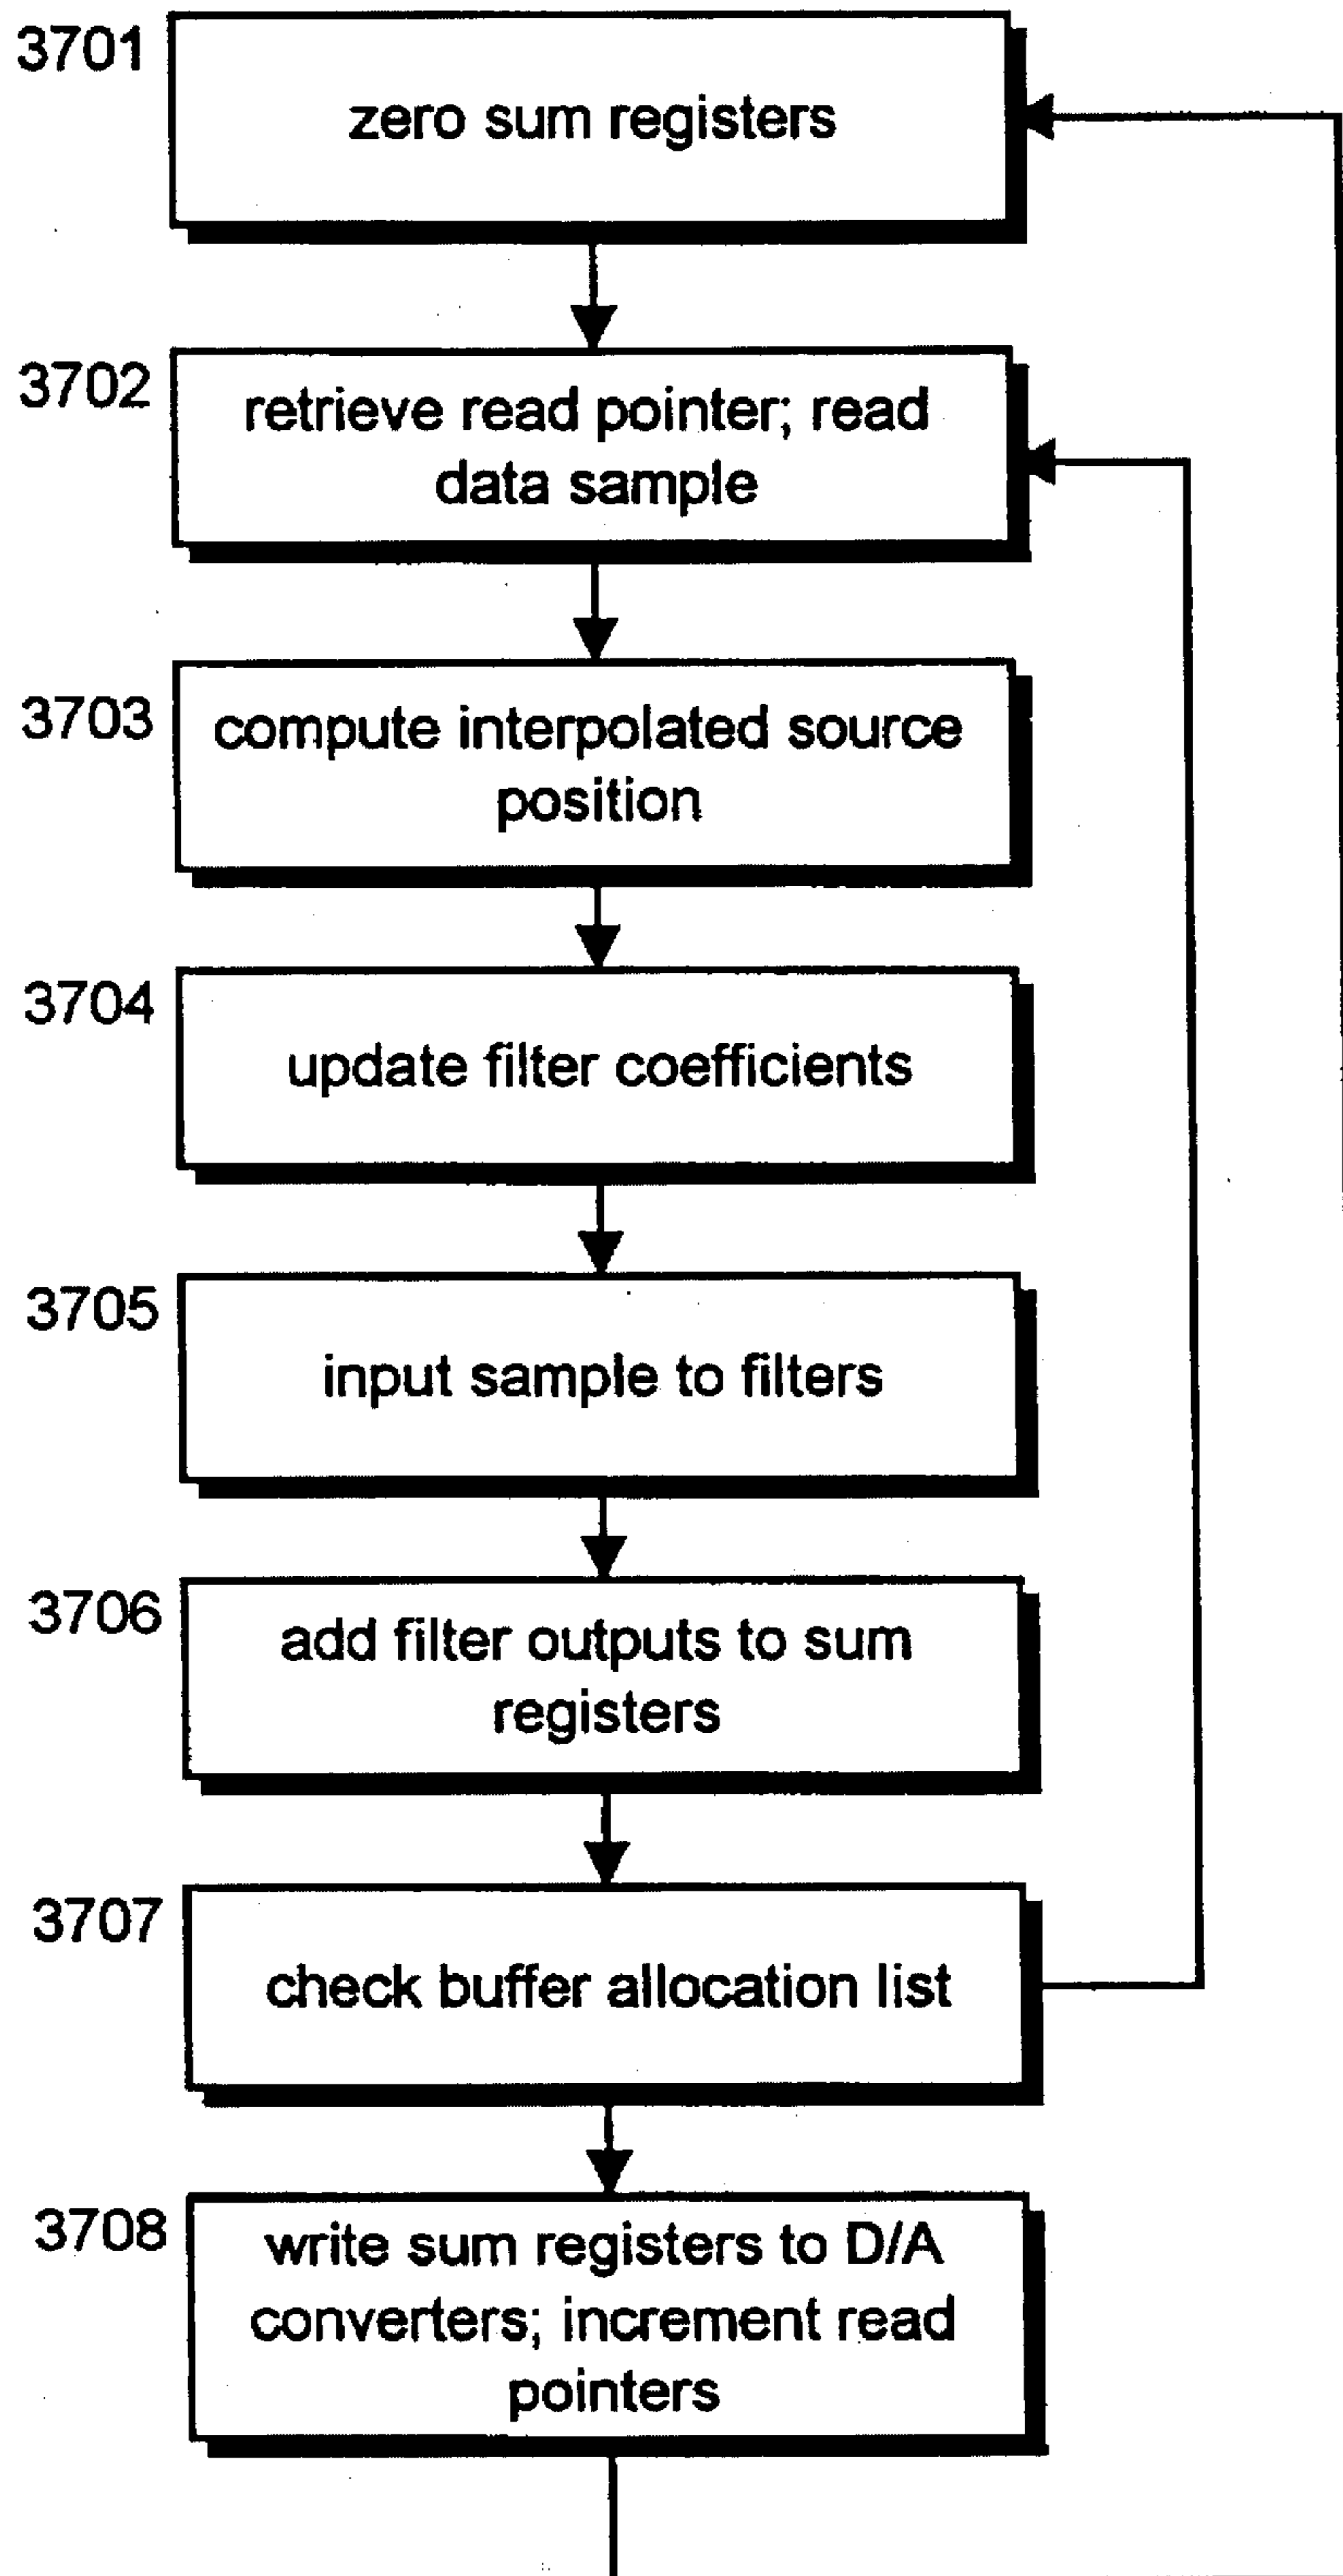 3701
zero sum registers
3702
retrieve read pointer; read
data sample
3703
compute interpolated source
position
3704
update filter coefficients
3705
input sample to filters
3706
add filter outputs to sum
registers
3707
check buffer allocation list
3708
write sum registers to D/A
converters; increment read
pointers